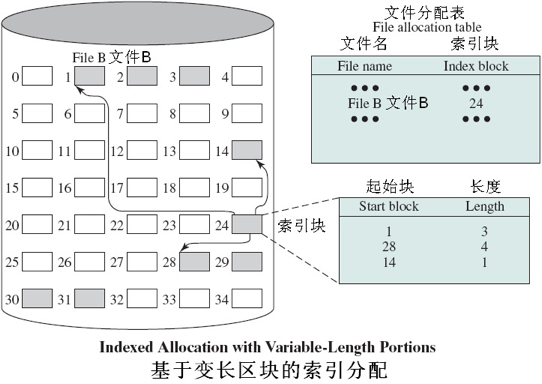 File B 文件B
0 1 2 3 4
5 6 7 8 9
10 11 12 13 14
15 16 17 18 19
20 21 22 23 24
索引块
25 26 27 28 29
30 31 32 33 34
文件分配表
File allocation table
文件名 索引块
File name Index block
••• •••
File B 文件B 24
••• •••
起始块 长度
Start block Length
1 3
28 4
14 1
Indexed Allocation with Variable-Length Portions
基于变长区块的索引分配